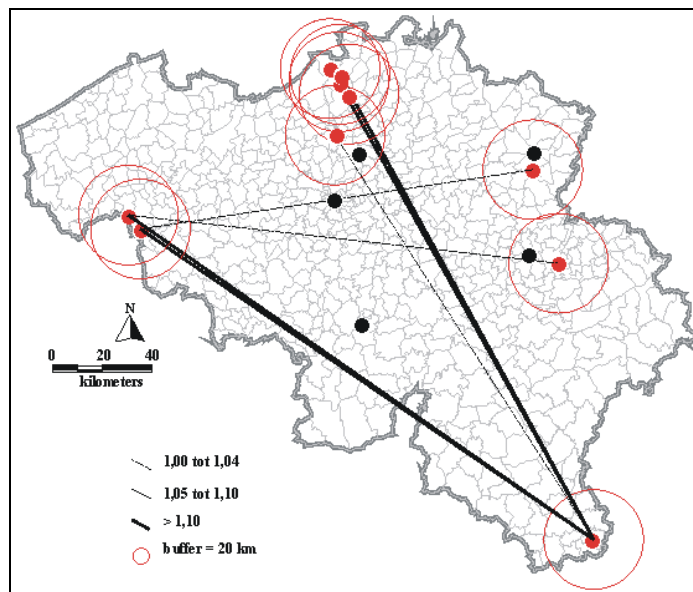 N
0 20 40
kilometers
1,00 tot 1,04
1,05 tot 1,10
> 1,10
buffer = 20 km